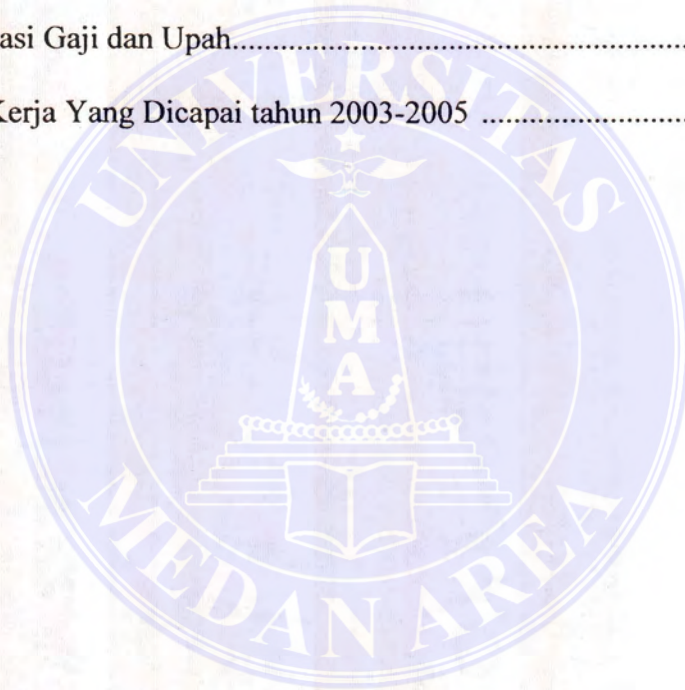 asi Gaji dan Upah............................................................
Kerja Yang Dicapai tahun 2003-2005 ..........................
UNIVERSITAS
UMA
MEDAN AREA